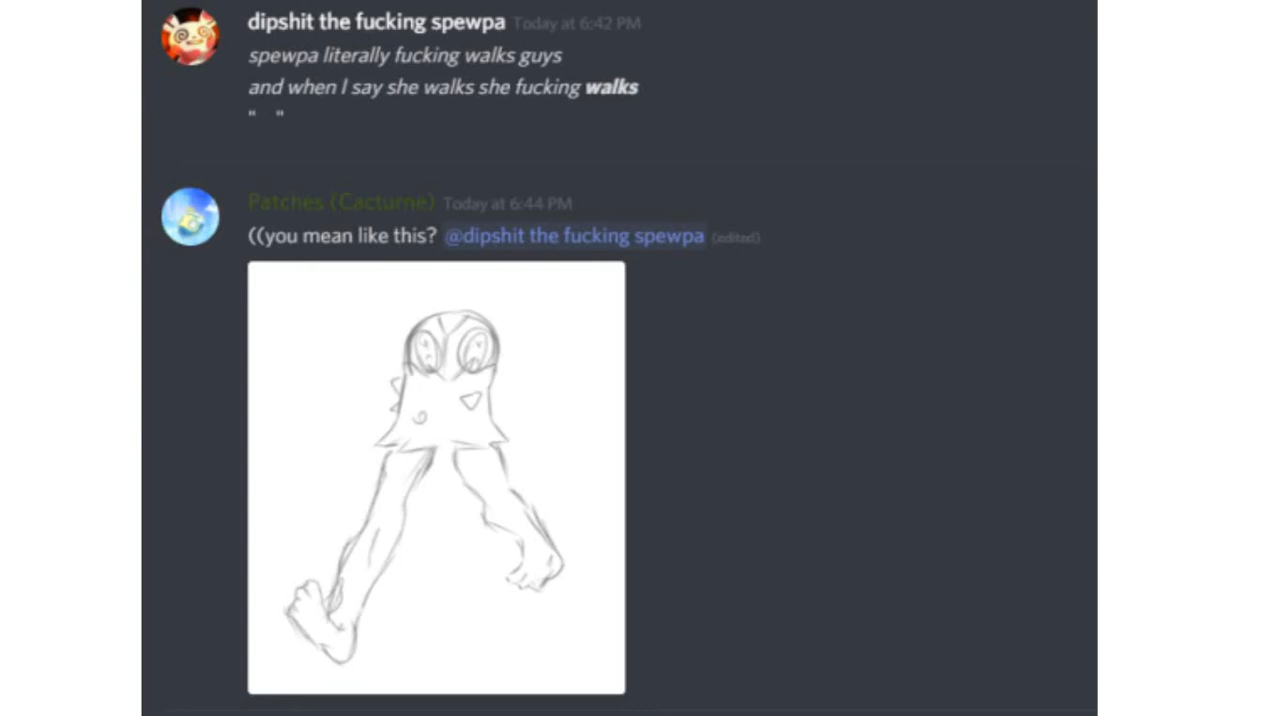 dipshit the fucking spewpa Today at 6:42 PM
spewpa literally fucking walks guys
and when I say she walks she fucking walks
" "
Patches (Cacturne) Today at 6:44 PM
((you mean like this? @dipshit the fucking spewpa (edited)